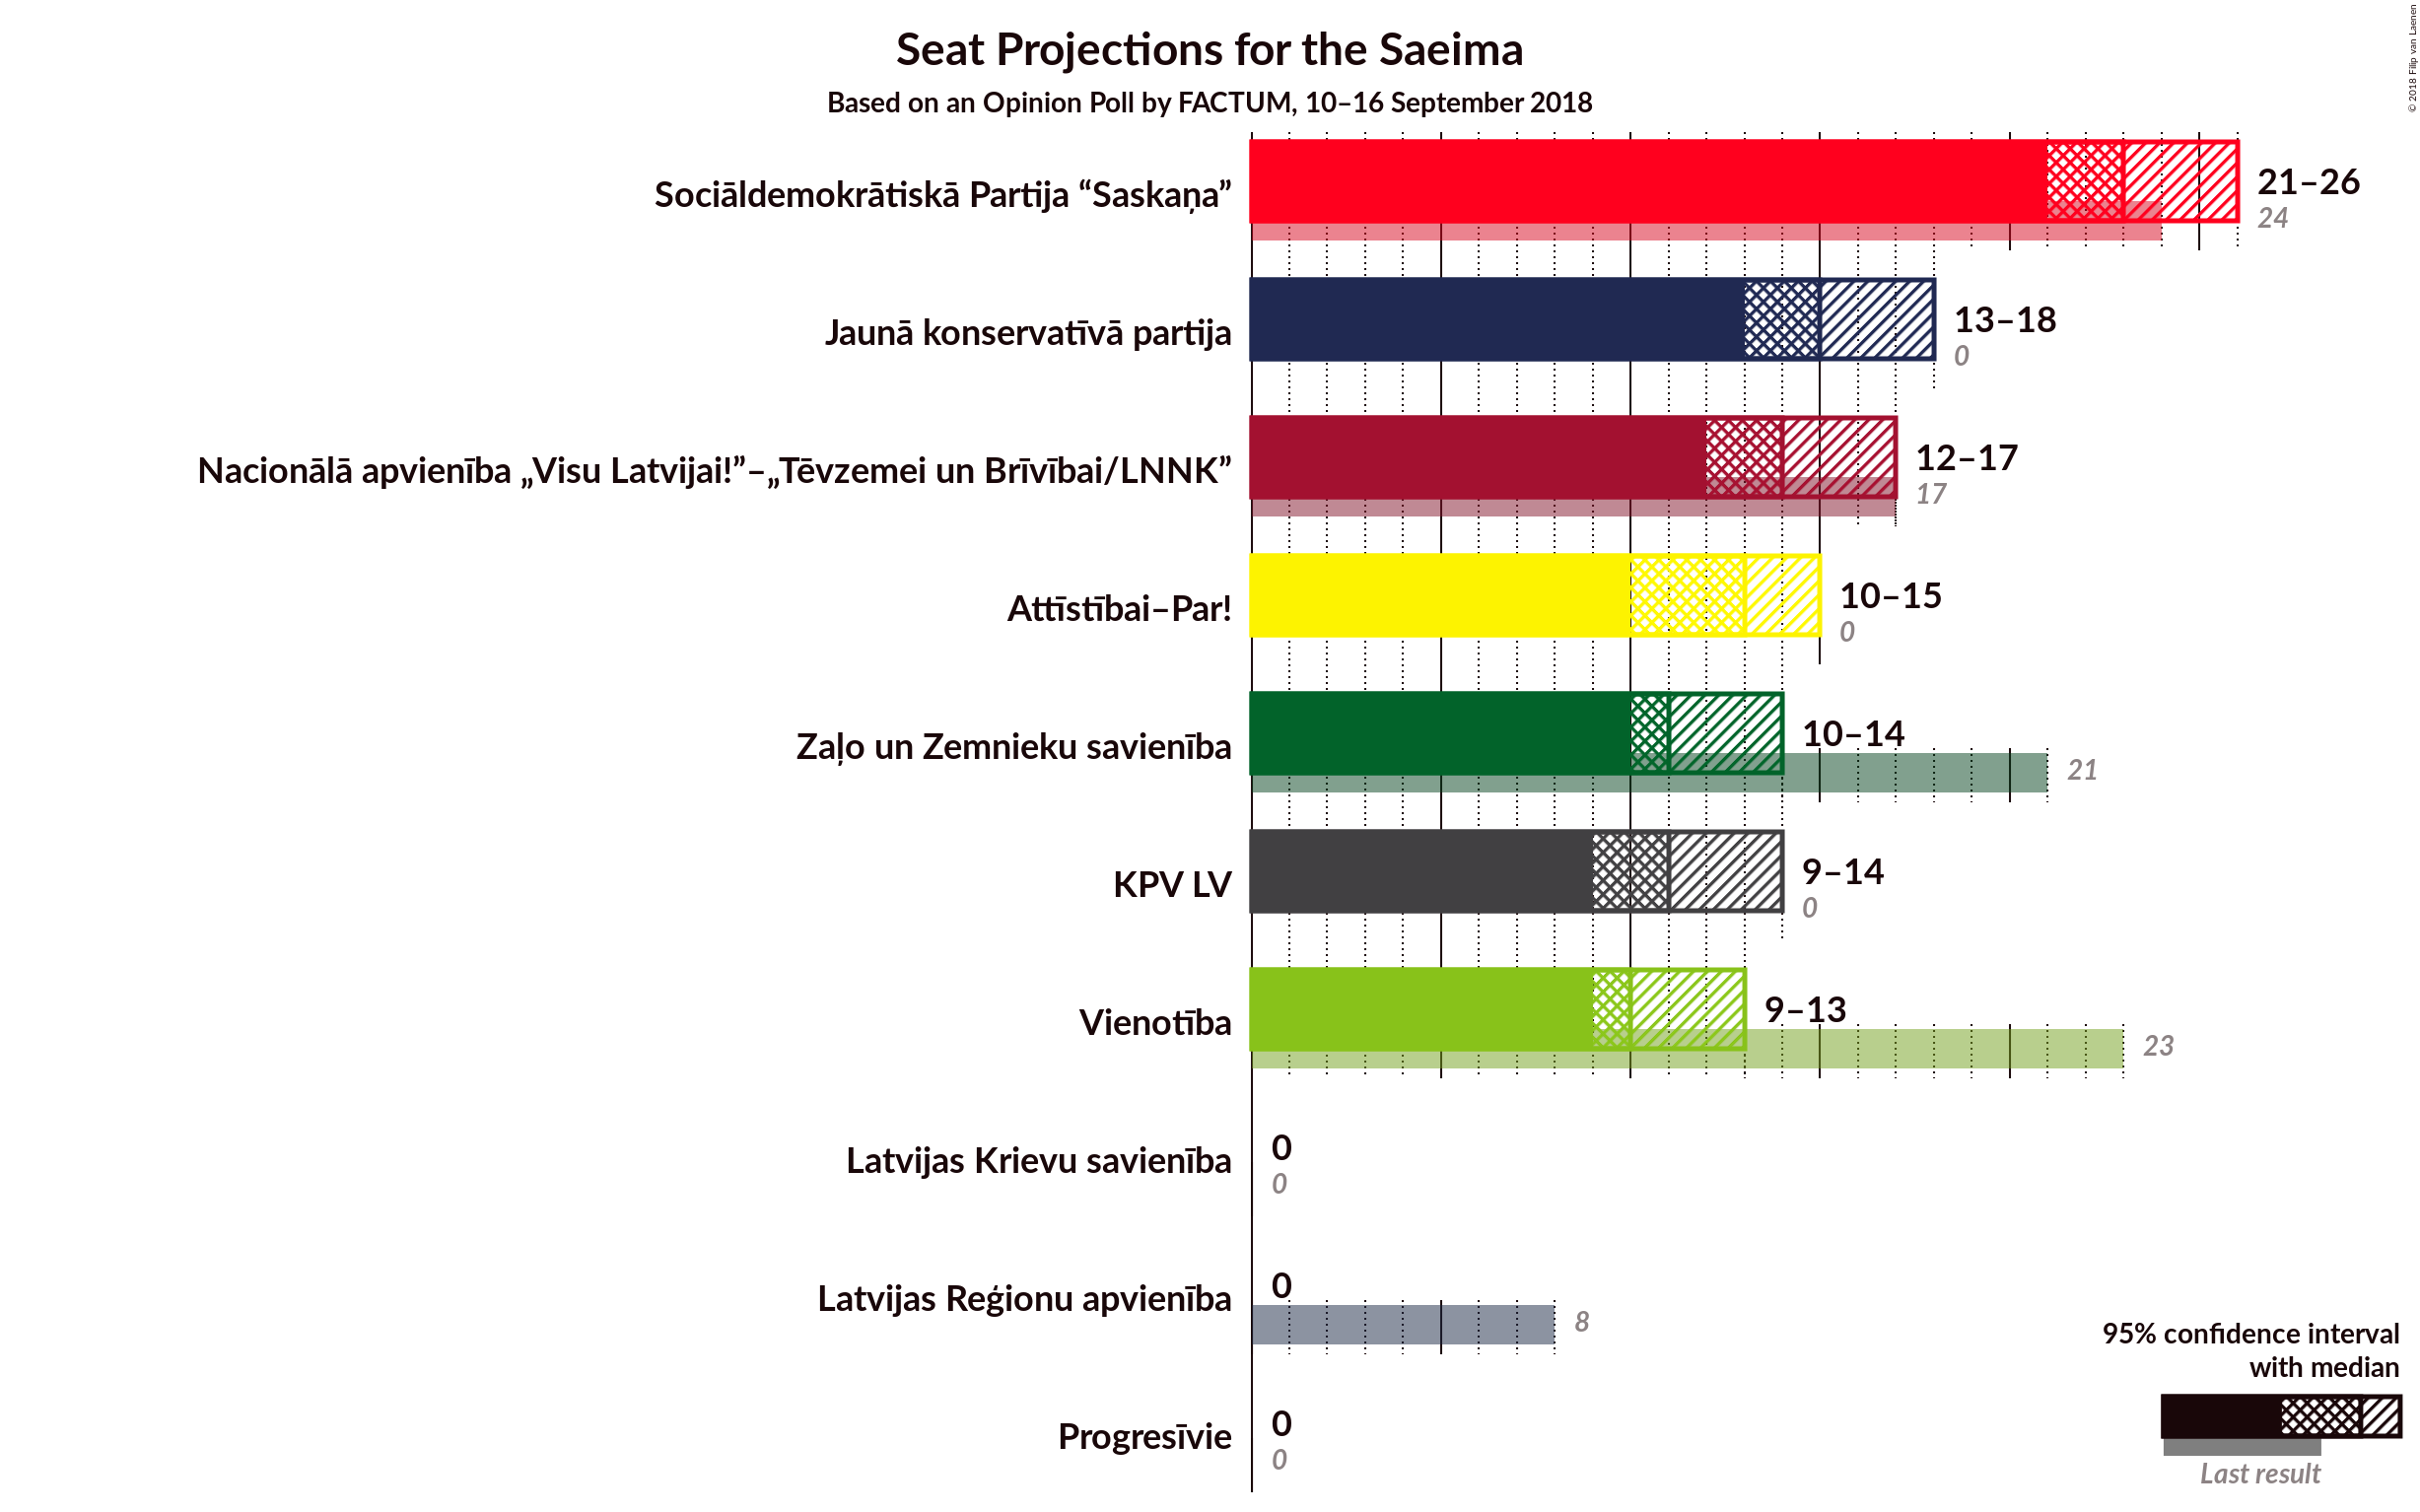 Seat Projections for the Saeima
Based on an Opinion Poll by FACTUM, 10–16 September 2018
© 2018 Filip van Laenen
Sociāldemokrātiskā Partija “Saskaņa”
21–26
24
Jaunā konservatīvā partija
13–18
0
Nacionālā apvienība „Visu Latvijai!”–„Tēvzemei un Brīvībai/LNNK”
12–17
17
Attīstībai–Par!
10–15
0
Zaļo un Zemnieku savienība
10–14
21
KPV LV
9–14
0
Vienotība
9–13
23
Latvijas Krievu savienība
0
0
Latvijas Reģionu apvienība
0
8
Progresīvie
0
0
95% confidence interval
with median
Last result